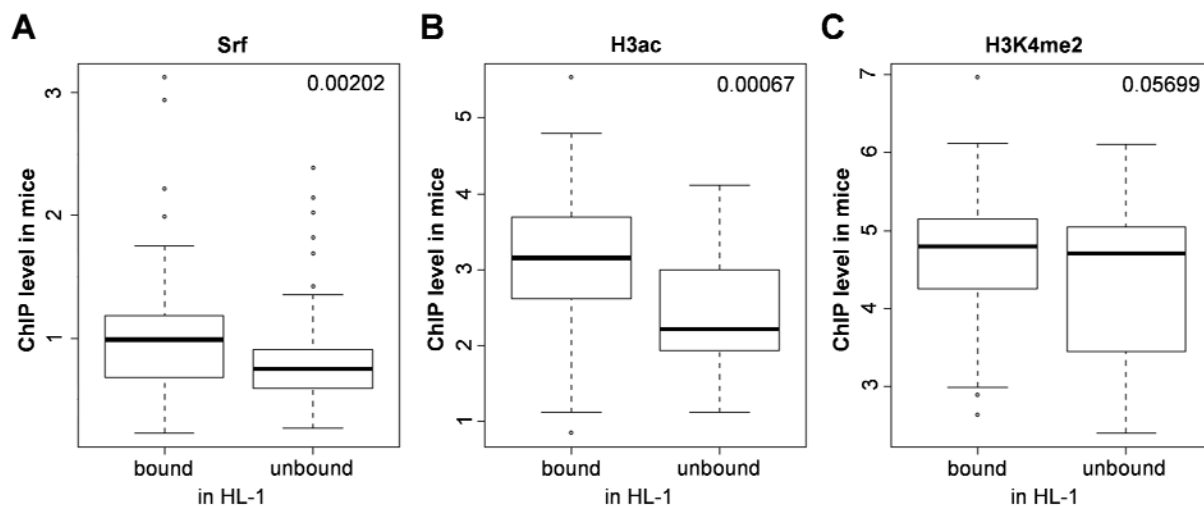 A
Srf
0.00202
ChIP level in mice
3
2
1
bound
unbound
in HL-1
B
H3ac
0.00067
ChIP level in mice
5
4
3
2
1
bound
unbound
in HL-1
C
H3K4me2
0.05699
ChIP level in mice
7
6
5
4
3
bound
unbound
in HL-1